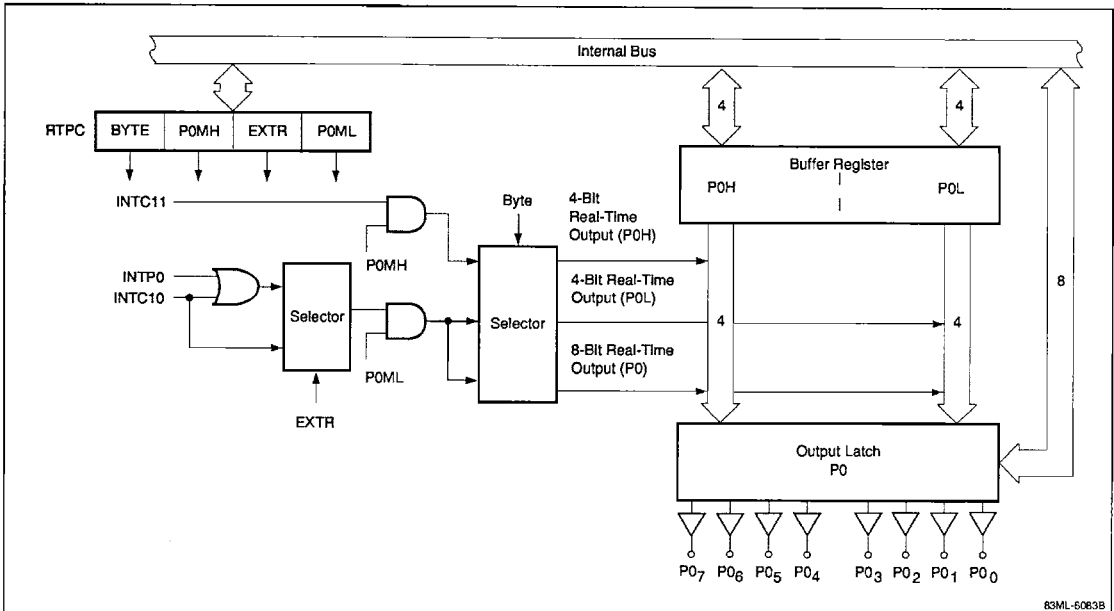 Internal Bus
4
4
RTPC BYTE P0MH EXTR P0ML
Buffer Register
P0H
P0L
INTC11
P0MH
Byte
4-Bit
Real-Time
Output (P0H)
INTP0
INTC10
Selector
EXTR
P0ML
Selector
4-Bit Real-Time
Output (P0L)
8-Bit Real-Time
Output (P0)
4
4
8
Output Latch
P0
P07 P06 P05 P04 P03 P02 P01 P00
83ML-6083B